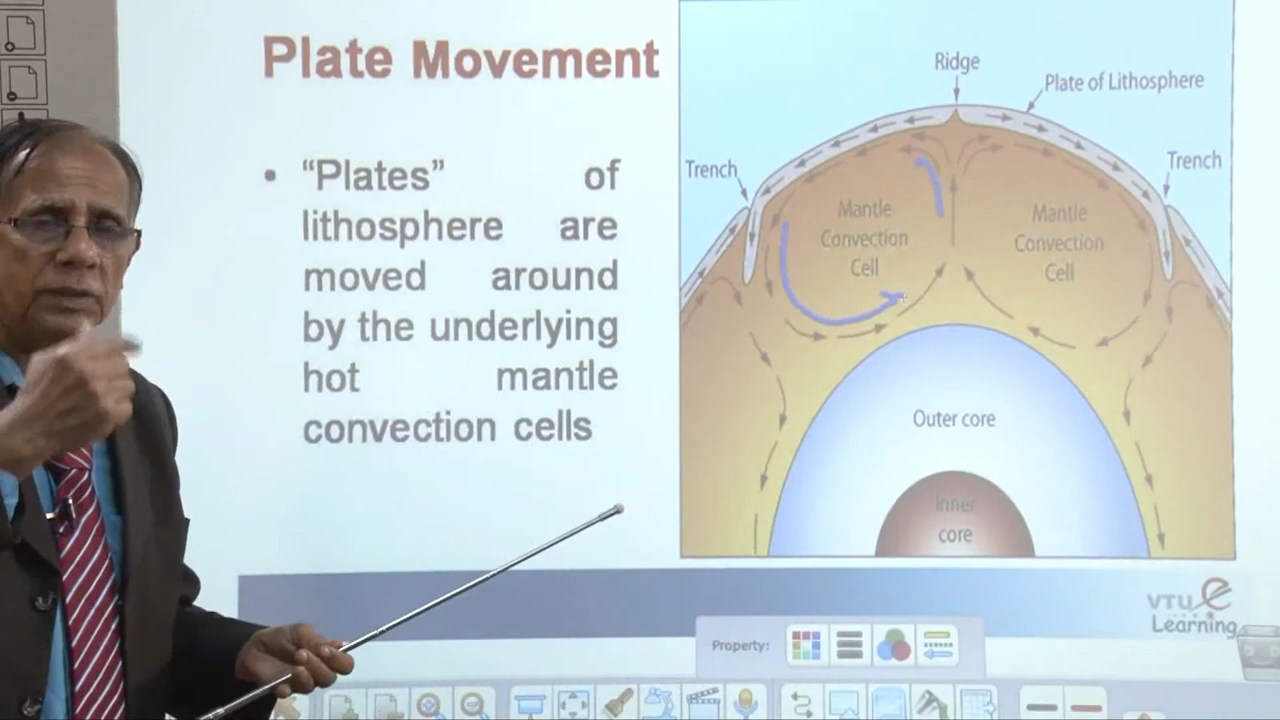 Plate Movement
• “Plates” of
lithosphere are
moved around
by the underlying
hot mantle
convection cells
Ridge
Plate of Lithosphere
Trench
Trench
Mantle
Convection
Cell
Mantle
Convection
Cell
Outer core
Inner
core
VTU e
Learning
Property: